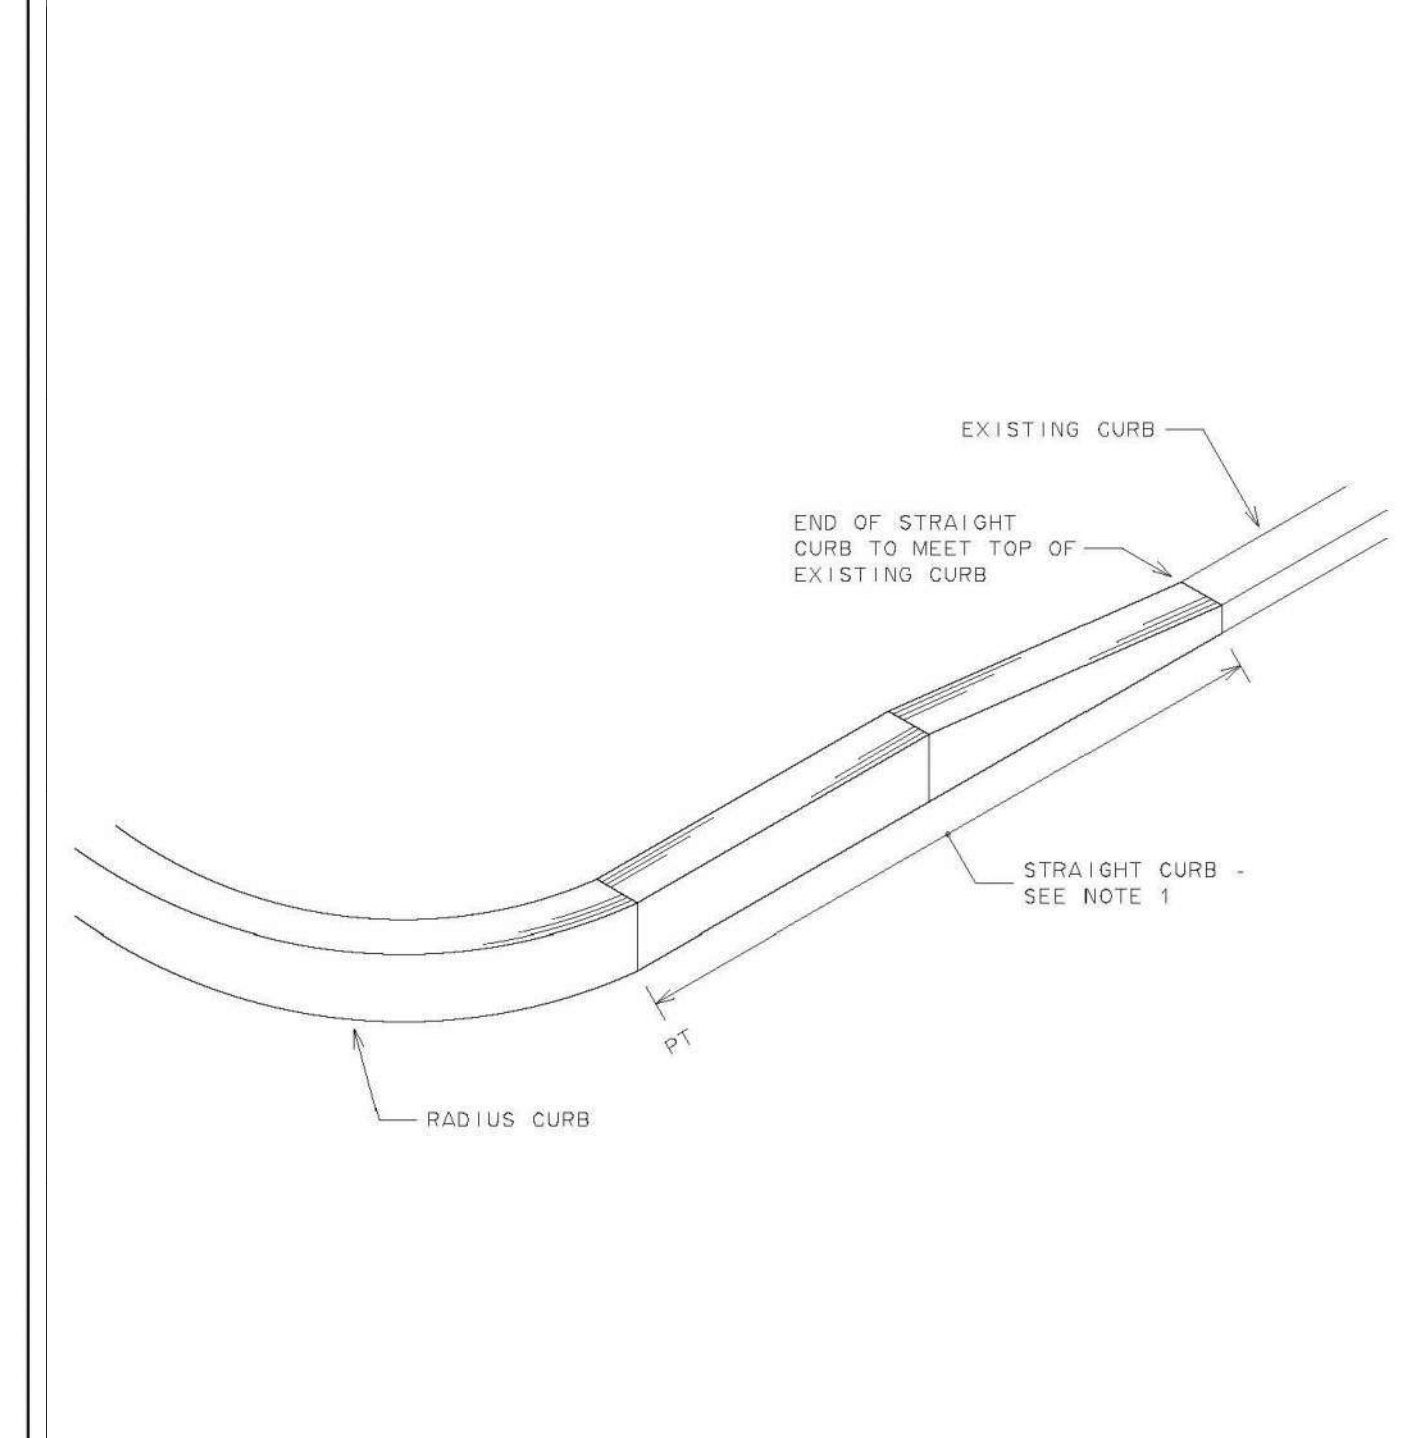 EXISTING CURB
END OF STRAIGHT
CURB TO MEET TOP OF
EXISTING CURB
STRAIGHT CURB -
SEE NOTE 1
PT
RADIUS CURB